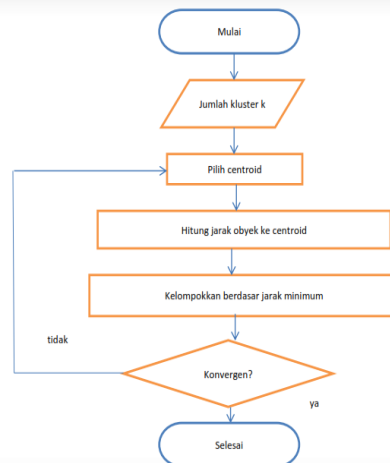 Mulai
Jumlah kluster k
Pilih centroid
Hitung jarak obyek ke centroid
Kelompokkan berdasar jarak minimum
tidak
Konvergen?
ya
Selesai